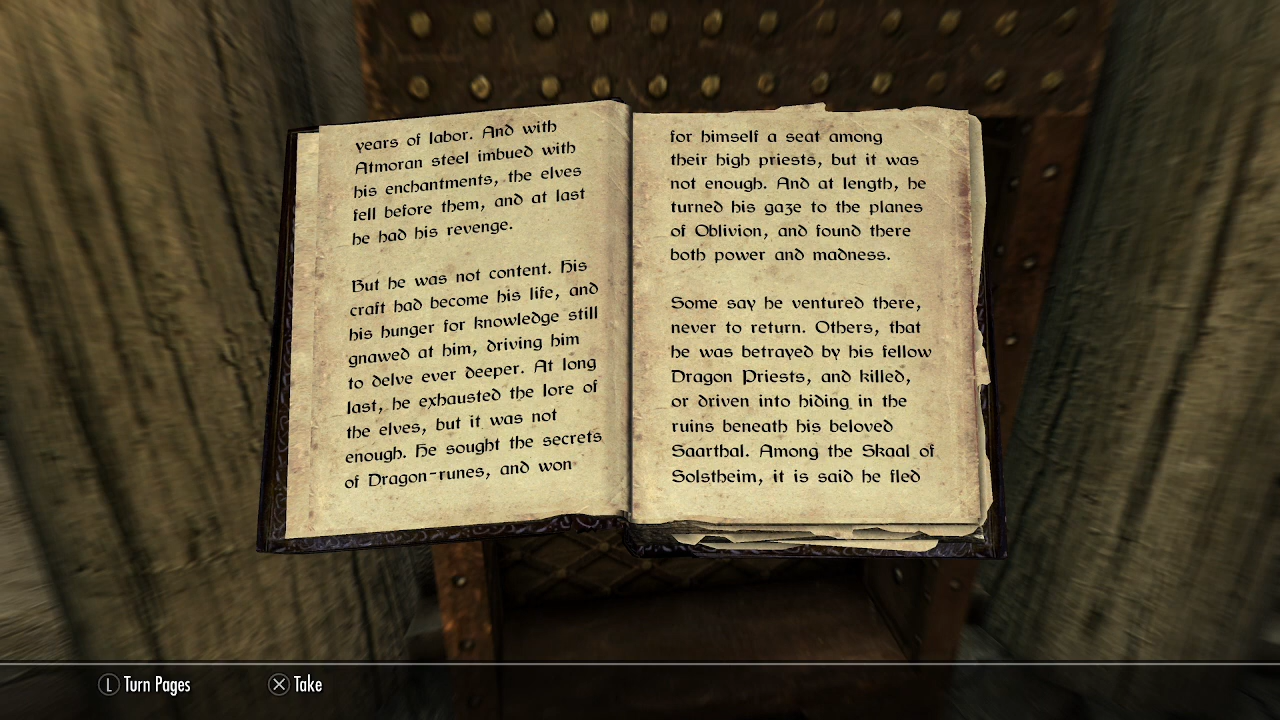 years of labor. And with
Atmoran steel imbued with
his enchantments, the elves
fell before them, and at last
he had his revenge.
But he was not content. His
craft had become his life, and
his hunger for knowledge still
gnawed at him, driving him
to delve ever deeper. At long
last, he exhausted the lore of
the elves, but it was not
enough. He sought the secrets
of Dragon-runes, and won
for himself a seat among
their high priests, but it was
not enough. And at length, he
turned his gaze to the planes
of Oblivion, and found there
both power and madness.
Some say he ventured there,
never to return. Others, that
he was betrayed by his fellow
Dragon Priests, and killed,
or driven into hiding in the
ruins beneath his beloved
Saarthal. Among the Skaal of
Solstheim, it is said he fled
L Turn Pages
X Take